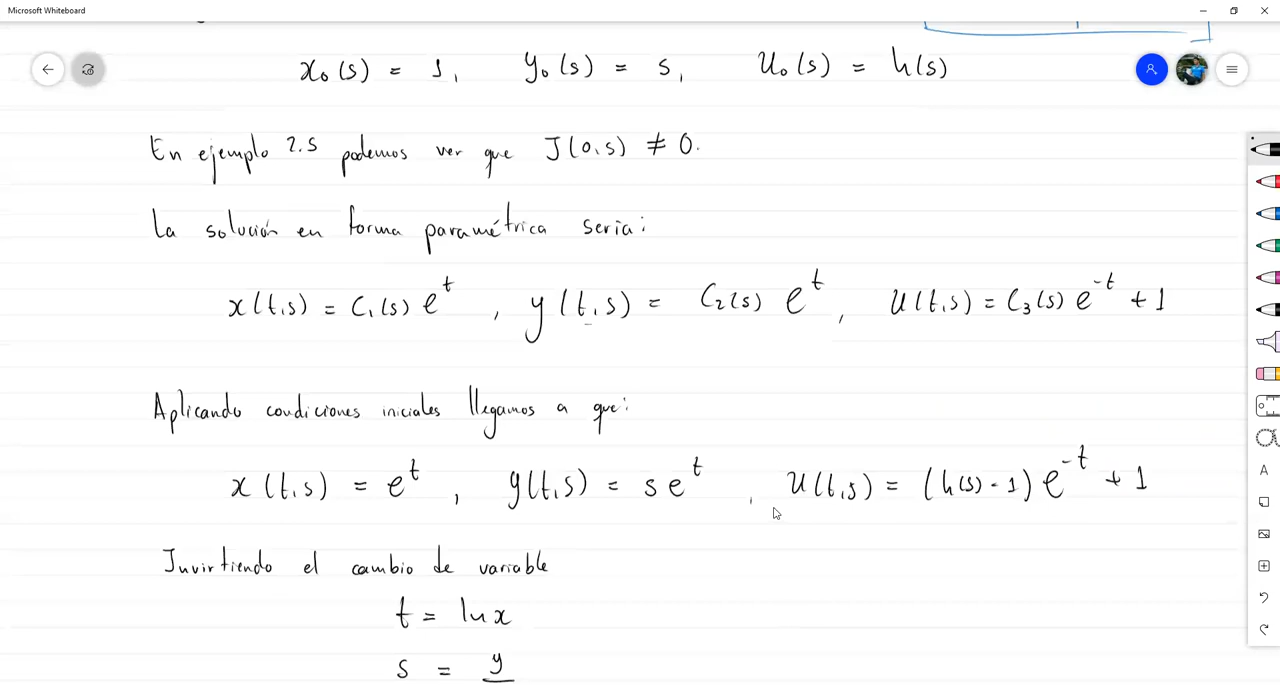 Microsoft Whiteboard
x₀(s) = 1, y₀(s) = s, u₀(s) = h(s)
En ejemplo 2.5 podemos ver que J(0,s) ≠ 0.
La solución en forma paramétrica seria:
x(t,s) = C₁(s) e^t , y(t,s) = C₂(s) e^t , u(t,s) = C₃(s) e^-t + 1
Aplicando condiciones iniciales llegamos a que:
x(t,s) = e^t , y(t,s) = s e^t , u(t,s) = (h(s) - 1) e^-t + 1
Invirtiendo el cambio de variable
t = ln x
s = y
A